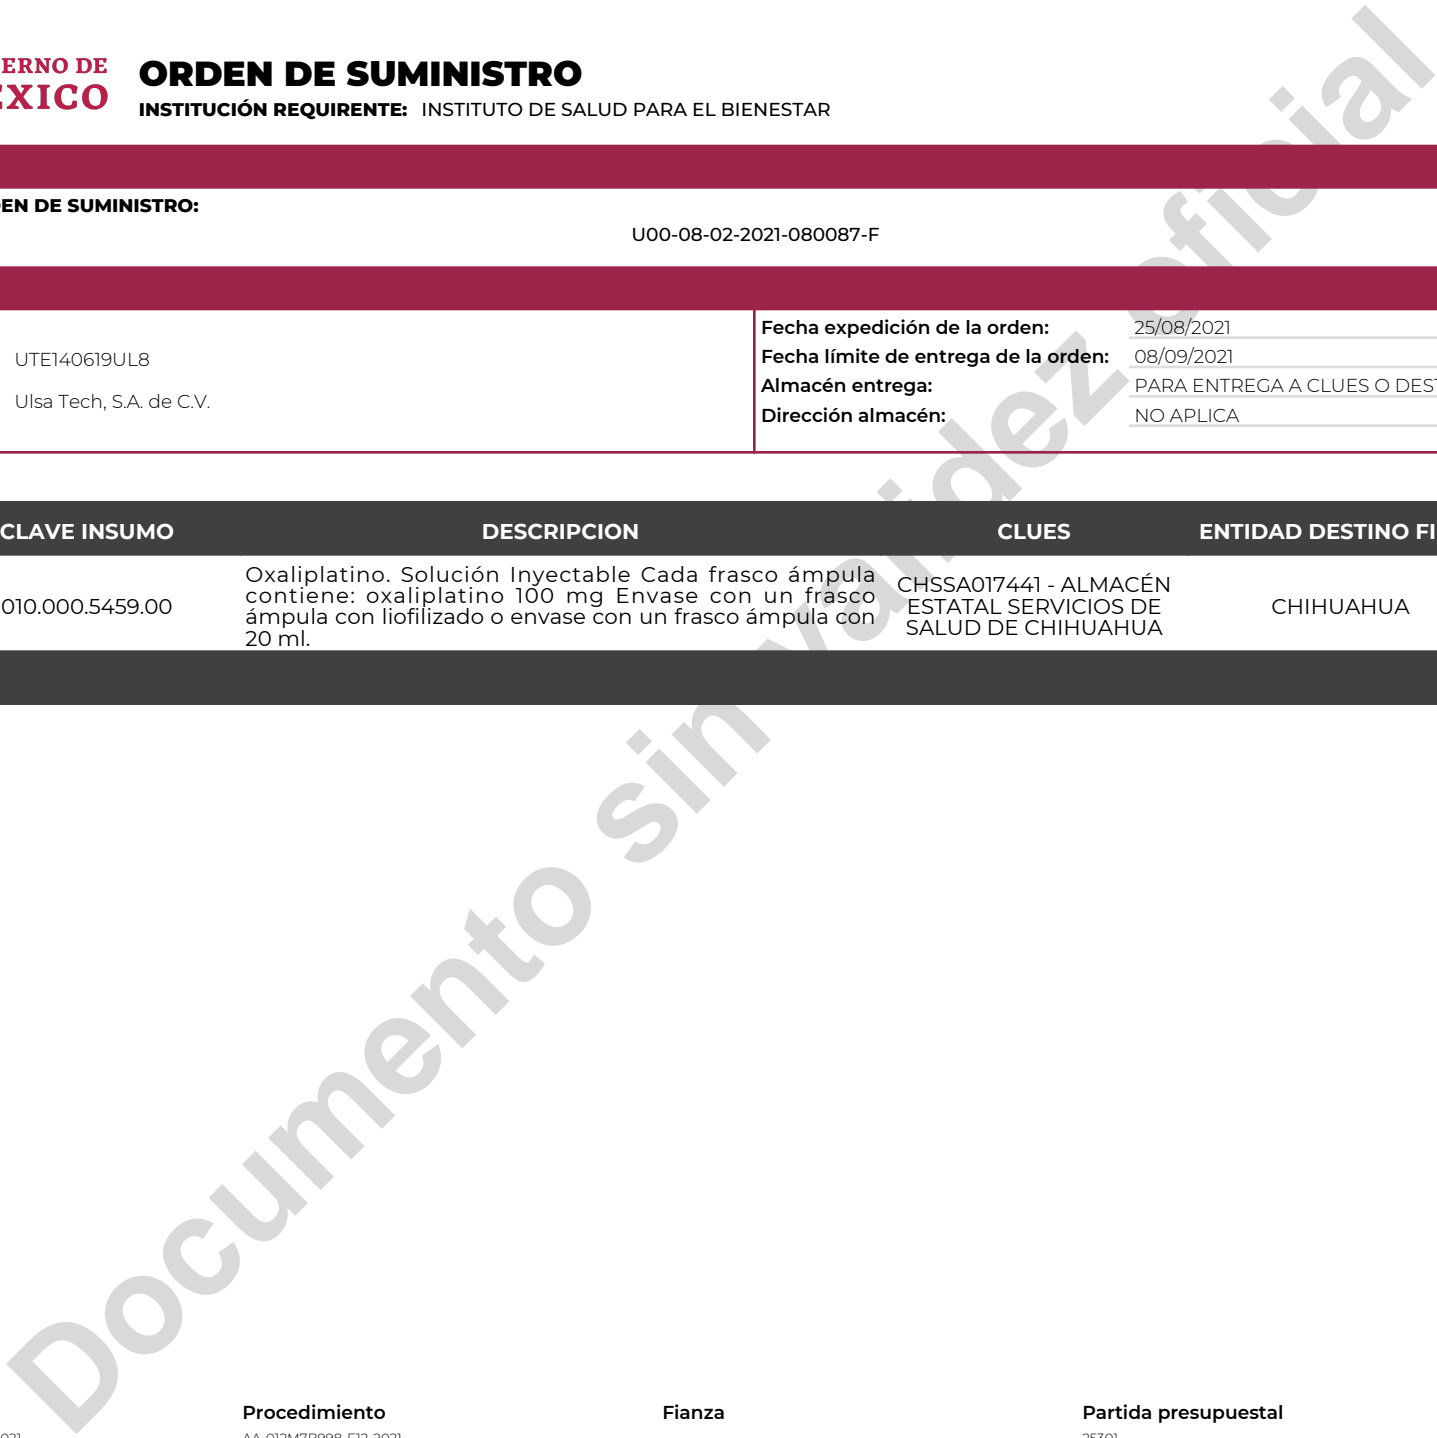 ERNO DE
EXICO
ORDEN DE SUMINISTRO
INSTITUCIÓN REQUIRENTE: INSTITUTO DE SALUD PARA EL BIENESTAR
EN DE SUMINISTRO:
U00-08-02-2021-080087-F
UTE140619UL8
Ulsa Tech, S.A. de C.V.
Fecha expedición de la orden: 25/08/2021
Fecha límite de entrega de la orden: 08/09/2021
Almacén entrega: PARA ENTREGA A CLUES O DES
Dirección almacén: NO APLICA
CLAVE INSUMO DESCRIPCION CLUES ENTIDAD DESTINO FI
010.000.5459.00
Oxaliplatino. Solución Inyectable Cada frasco ámpula
contiene: oxaliplatino 100 mg Envase con un frasco
ámpula con liofilizado o envase con un frasco ámpula con
20 ml.
CHSSA017441 - ALMACÉN
ESTATAL SERVICIOS DE
SALUD DE CHIHUAHUA
CHIHUAHUA
Documento sin validez oficial
Procedimiento Fianza Partida presupuestal